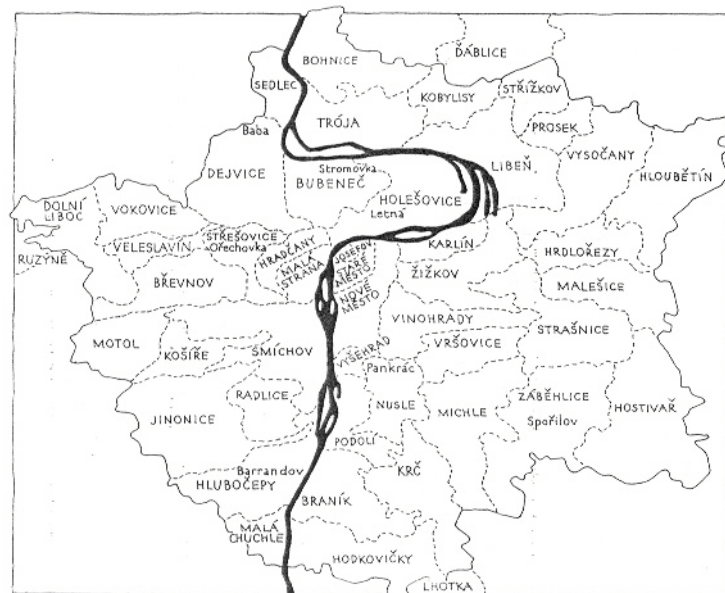 ĎÁBLICE
BOHNICE
SEDLEC
KOBYLISY
STŘÍŽKOV
TRÓJA
PROSEK
Baba
VYSOČANY
Stromovka
LIBEŇ
DEJVICE
BUBENEČ
HLOUBĚTÍN
HOLEŠOVICE
DOLNÍ
LIBOC
VOKOVICE
Letná
STŘEŠOVICE
Ořechovka
VELESLAVÍN
HRADČANY
JOSEFOV
KARLÍN
HRDLOŘEZY
RUZYNĚ
MALÁ
STRANA
STARÉ
MĚSTO
ŽIŽKOV
BŘEVNOV
MALEŠICE
NOVÉ
MĚSTO
VINOHRADY
STRAŠNICE
MOTOL
KOŠÍŘE
SMÍCHOV
VRŠOVICE
VYŠEHRAD
Pankrác
RADLICE
ZÁBĚHLICE
NUSLE
MICHLE
HOSTIVAŘ
JINONICE
Spořilov
PODOLÍ
Barrandov
KRČ
HLUBOČEPY
BRANÍK
MALÁ
CHUCHLE
HODKOVIČKY
LHOTKA